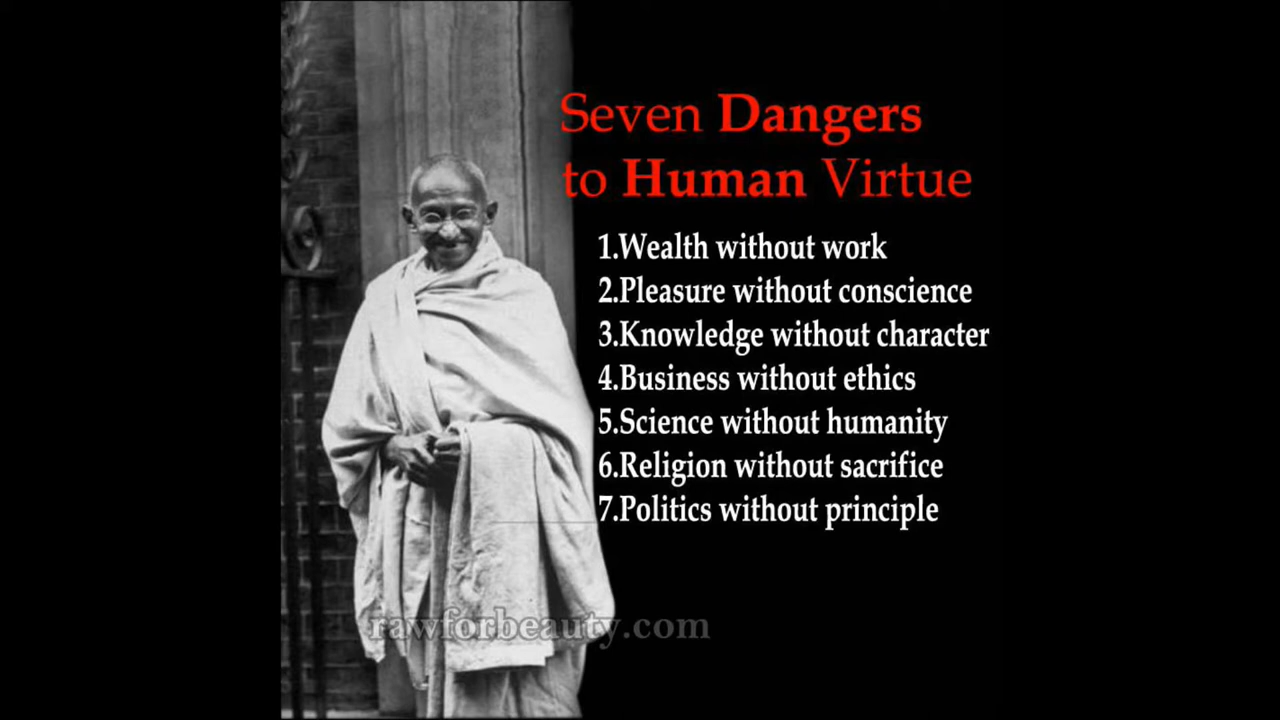 Seven Dangers
to Human Virtue
1.Wealth without work
2.Pleasure without conscience
3.Knowledge without character
4.Business without ethics
5.Science without humanity
6.Religion without sacrifice
7.Politics without principle
rawforbeauty.com